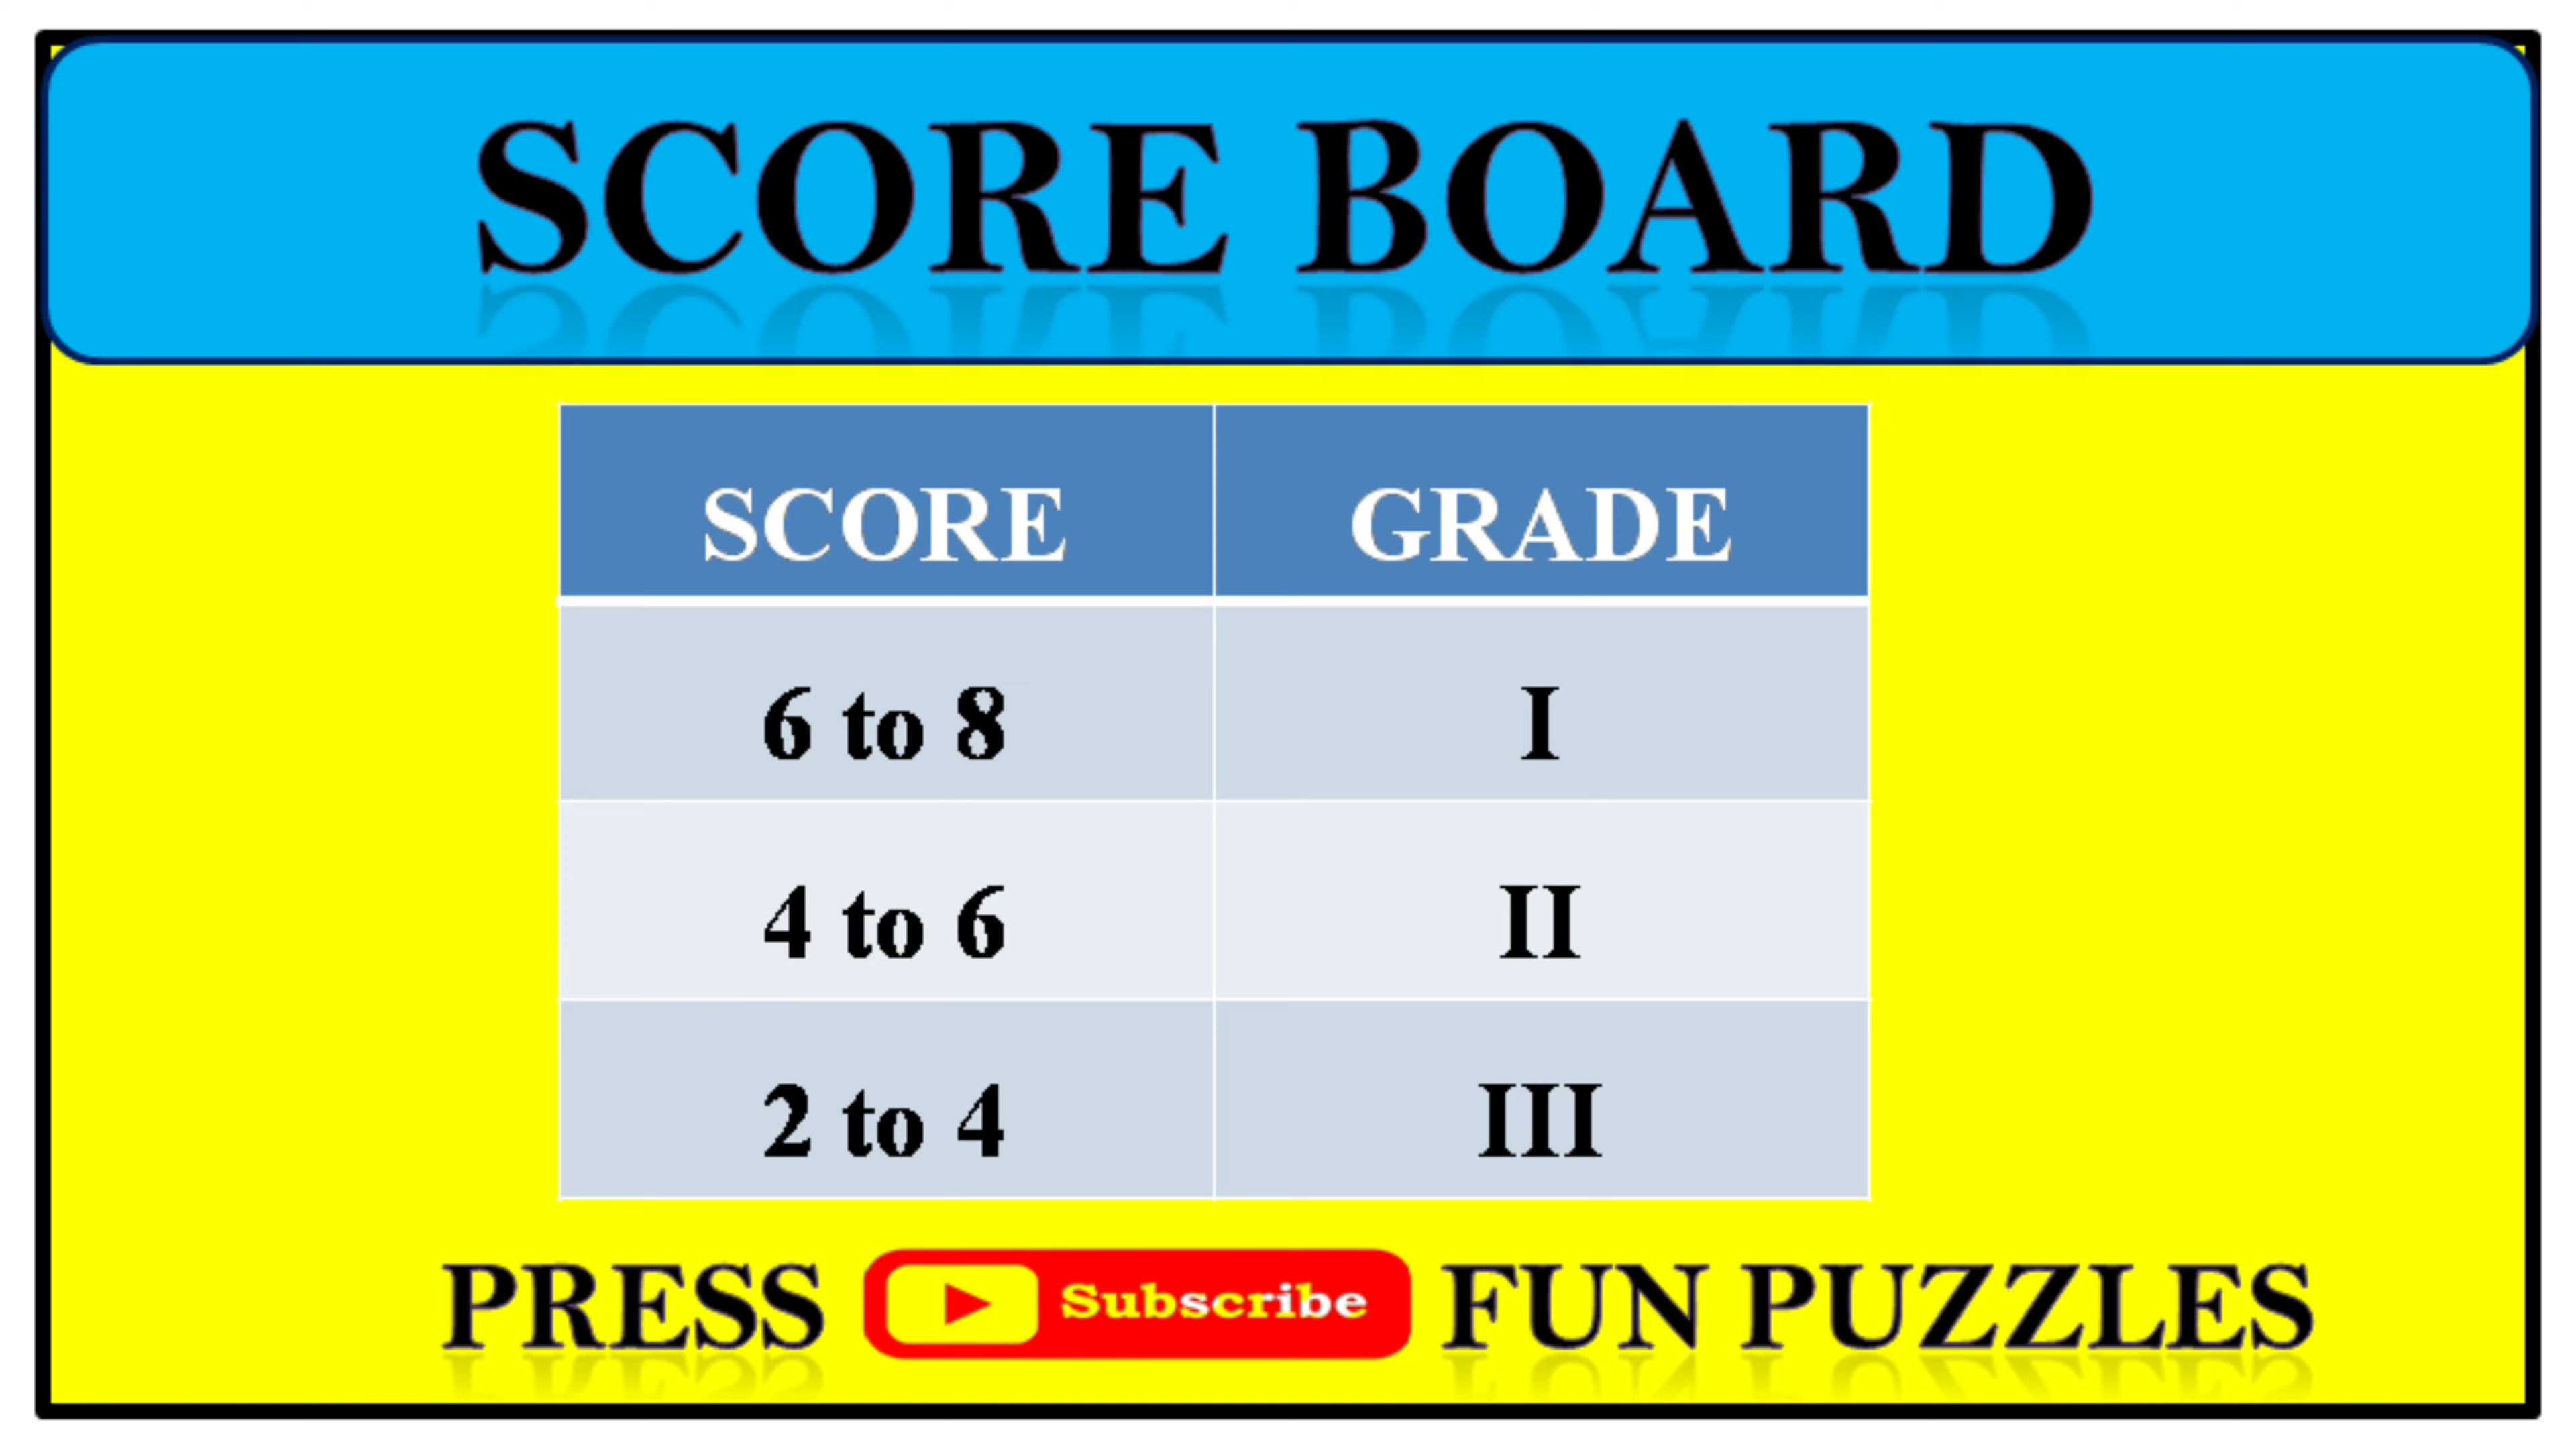 SCORE BOARD
SCORE GRADE
6 to 8 I
4 to 6 II
2 to 4 III
PRESS Subscribe FUN PUZZLES